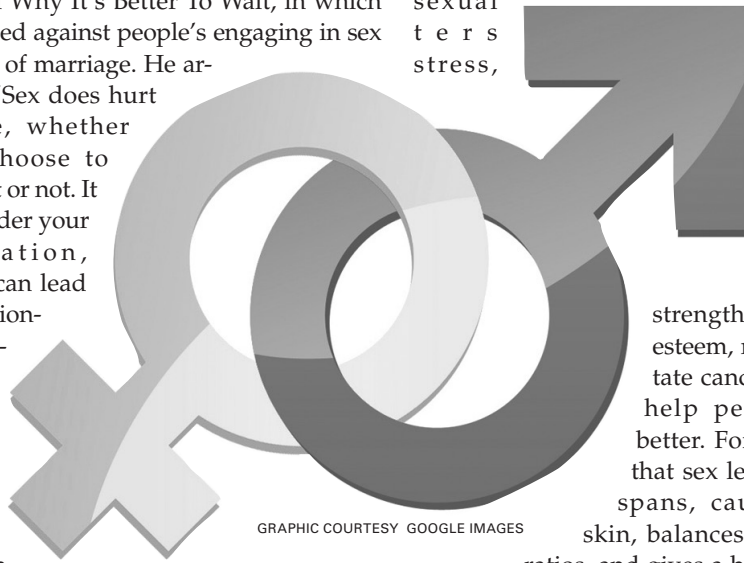 Why It's Better To Wait, in which
ed against people's engaging in sex
of marriage. He ar-
Sex does hurt
, whether
hoose to
or not. It
der your
ation,
can lead
ion-
-
sexual
ters
stress,
strength
esteem,
tate canc
help pe
better. For
that sex le
spans, cau
skin, balances
GRAPHIC COURTESY GOOGLE IMAGES